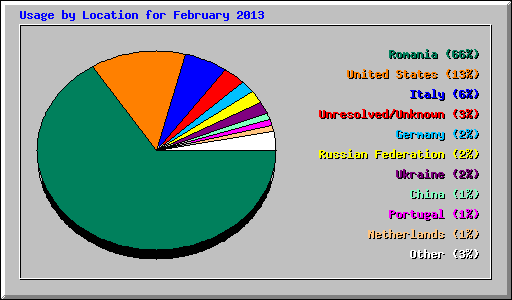 Usage by Location for February 2013
Romania (66%)
United States (13%)
Italy (6%)
Unresolved/Unknown (3%)
Germany (2%)
Russian Federation (2%)
Ukraine (2%)
China (1%)
Portugal (1%)
Netherlands (1%)
Other (3%)